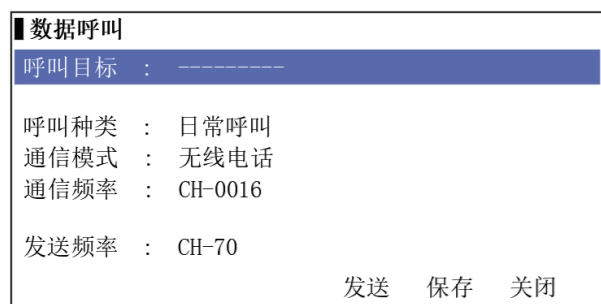 数据呼叫
呼叫目标 : ---------
呼叫种类 : 日常呼叫
通信模式 : 无线电话
通信频率 : CH-0016
发送频率 : CH-70
发送 保存 关闭